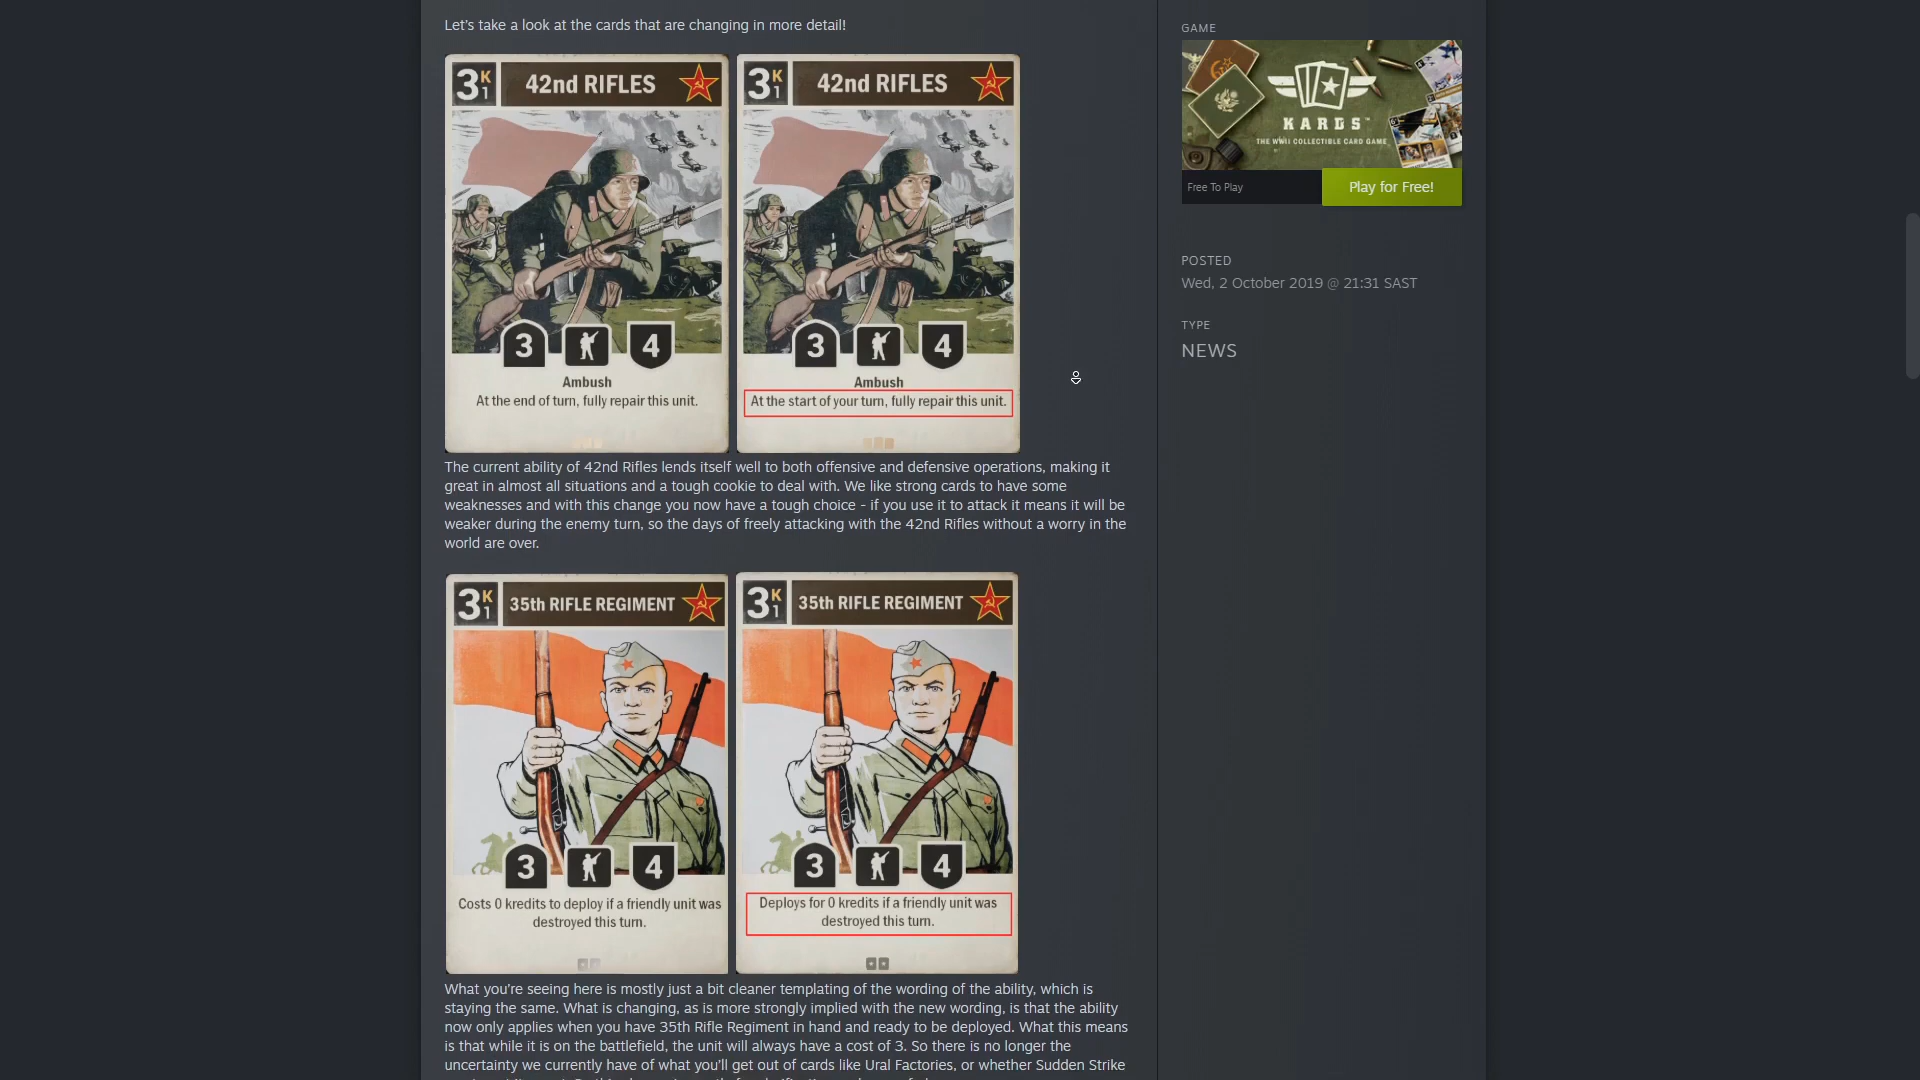 Let's take a look at the cards that are changing in more detail!
3K 1 42nd RIFLES
3 4
Ambush
At the end of turn, fully repair this unit.
3K 1 42nd RIFLES
3 4
Ambush
At the start of your turn, fully repair this unit.
The current ability of 42nd Rifles lends itself well to both offensive and defensive operations, making it
great in almost all situations and a tough cookie to deal with. We like strong cards to have some
weaknesses and with this change you now have a tough choice - if you use it to attack it means it will be
weaker during the enemy turn, so the days of freely attacking with the 42nd Rifles without a worry in the
world are over.
3K 1 35th RIFLE REGIMENT
3 4
Costs 0 kredits to deploy if a friendly unit was
destroyed this turn.
3K 1 35th RIFLE REGIMENT
3 4
Deploys for 0 kredits if a friendly unit was
destroyed this turn.
What you're seeing here is mostly just a bit cleaner templating of the wording of the ability, which is
staying the same. What is changing, as is more strongly implied with the new wording, is that the ability
now only applies when you have 35th Rifle Regiment in hand and ready to be deployed. What this means
is that while it is on the battlefield, the unit will always have a cost of 3. So there is no longer the
uncertainty we currently have of what you'll get out of cards like Ural Factories, or whether Sudden Strike
GAME
KARDS
THE WWII COLLECTIBLE CARD GAME
Free To Play
Play for Free!
POSTED
Wed, 2 October 2019 @ 21:31 SAST
TYPE
NEWS